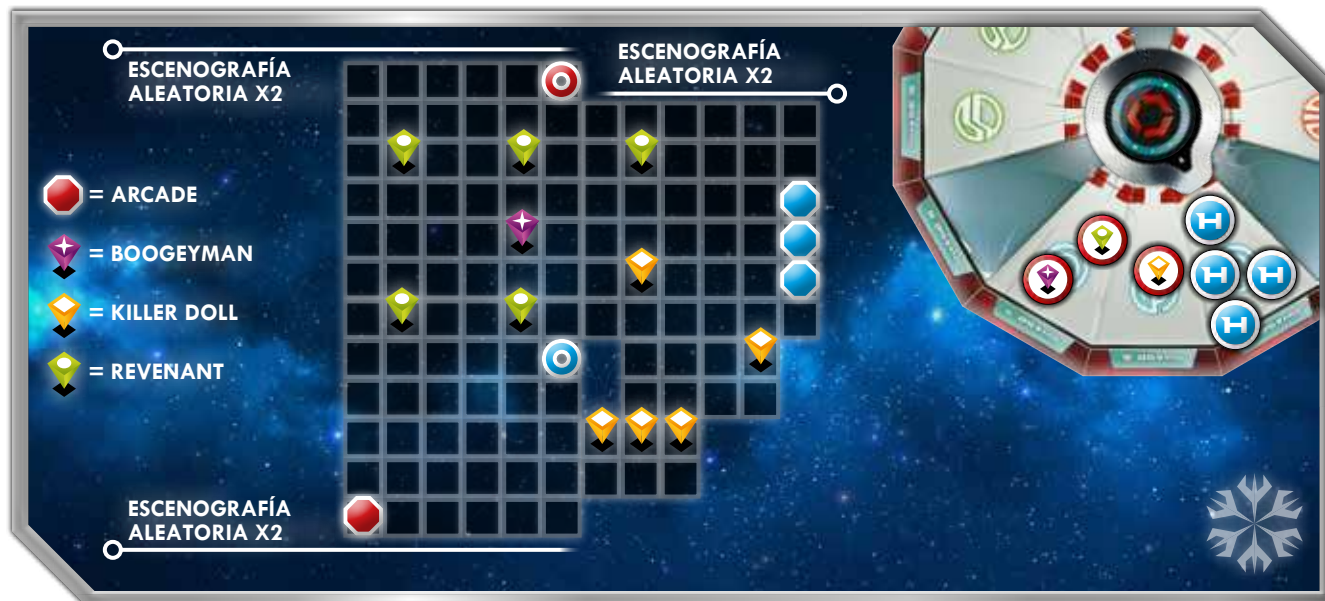 ESCENOGRAFÍA
ALEATORIA X2
ESCENOGRAFÍA
ALEATORIA X2
= ARCADE
= BOOGEYMAN
= KILLER DOLL
= REVENANT
H
H
H
H
ESCENOGRAFÍA
ALEATORIA X2